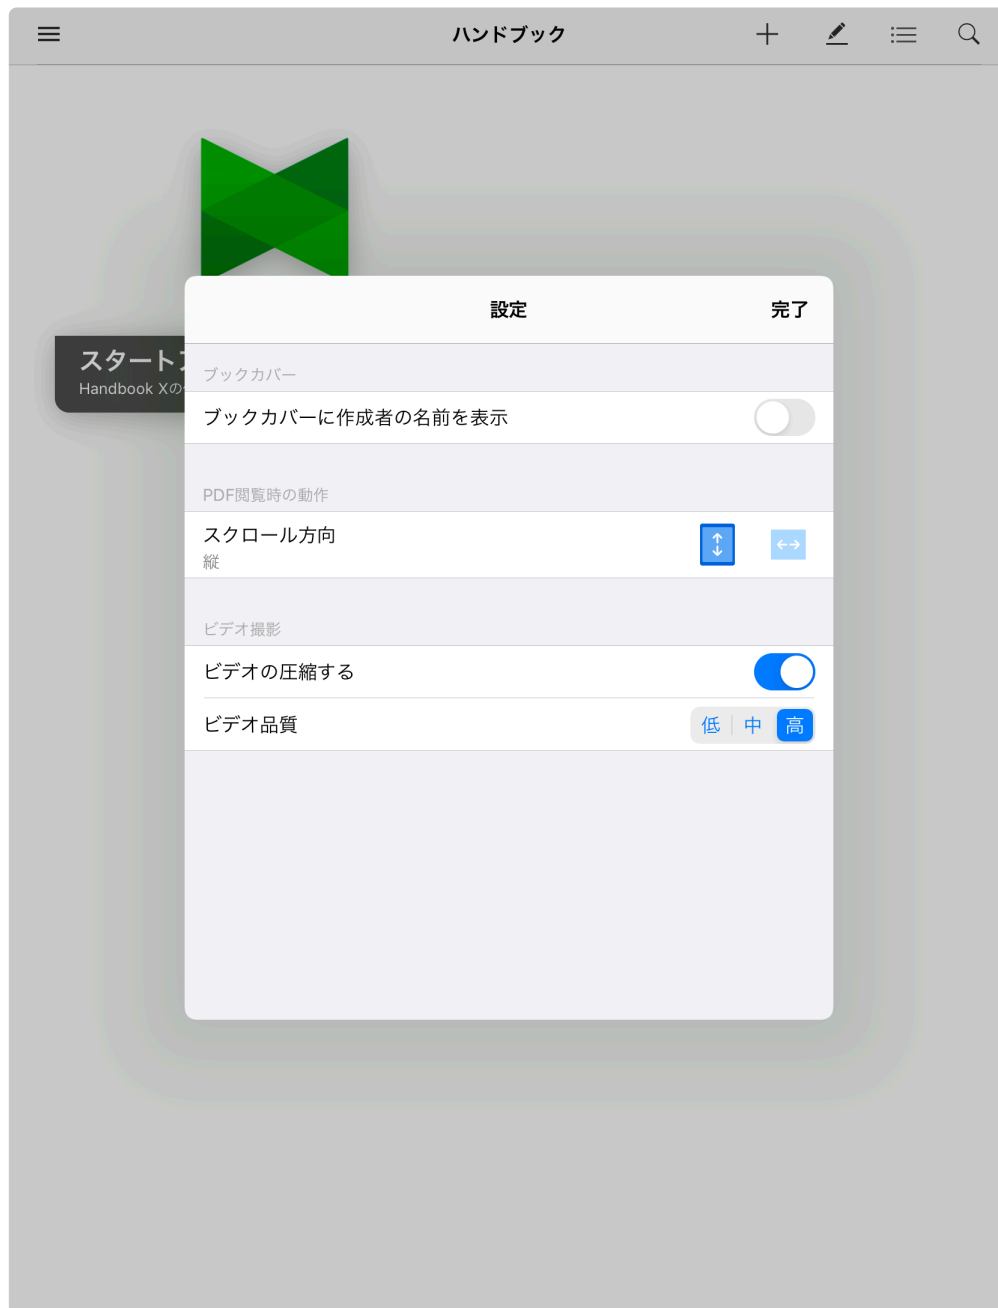 ハンドブック
スタート
Handbook Xの
設定
完了
ブックカバー
ブックカバーに作成者の名前を表示
PDF閲覧時の動作
スクロール方向
縦
ビデオ撮影
ビデオの圧縮する
ビデオ品質
低 中 高